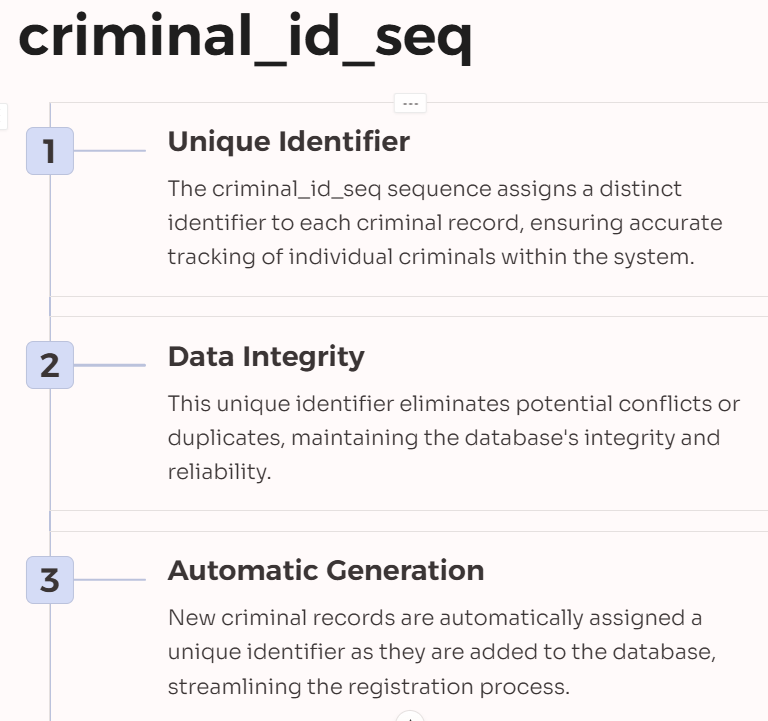 criminal_id_seq
---
1
Unique Identifier
The criminal_id_seq sequence assigns a distinct
identifier to each criminal record, ensuring accurate
tracking of individual criminals within the system.
2
Data Integrity
This unique identifier eliminates potential conflicts or
duplicates, maintaining the database's integrity and
reliability.
3
Automatic Generation
New criminal records are automatically assigned a
unique identifier as they are added to the database,
streamlining the registration process.